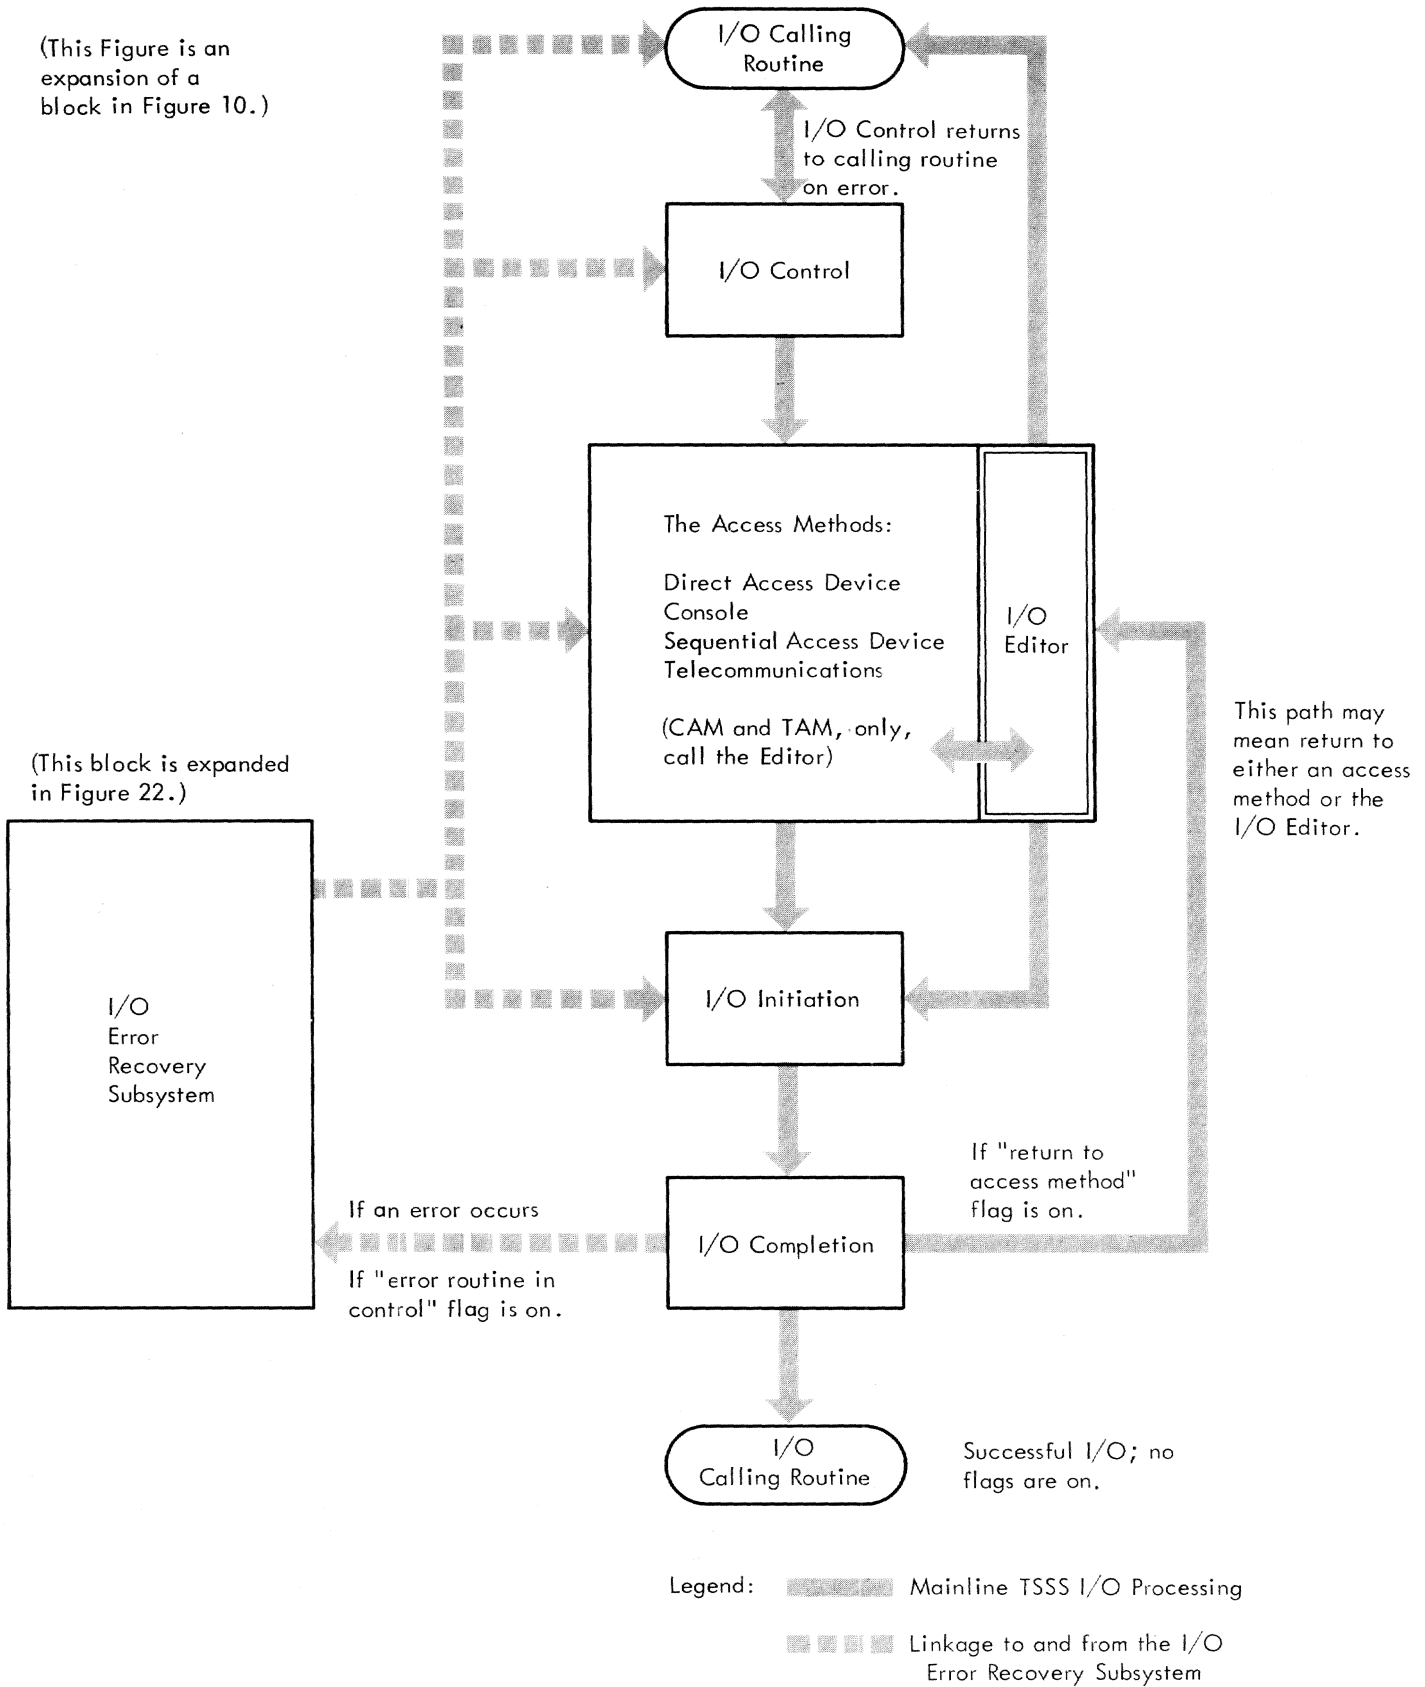 (This Figure is an
expansion of a
block in Figure 10.)
I/O Calling
Routine
I/O Control returns
to calling routine
on error.
I/O Control
The Access Methods:
Direct Access Device
Console
Sequential Access Device
Telecommunications
(CAM and TAM, only,
call the Editor)
I/O
Editor
This path may
mean return to
either an access
method or the
I/O Editor.
(This block is expanded
in Figure 22.)
I/O
Error
Recovery
Subsystem
I/O Initiation
If "return to
access method"
flag is on.
If an error occurs
If "error routine in
control" flag is on.
I/O Completion
I/O
Calling Routine
Successful I/O; no
flags are on.
Legend:
Mainline TSSS I/O Processing
Linkage to and from the I/O
Error Recovery Subsystem